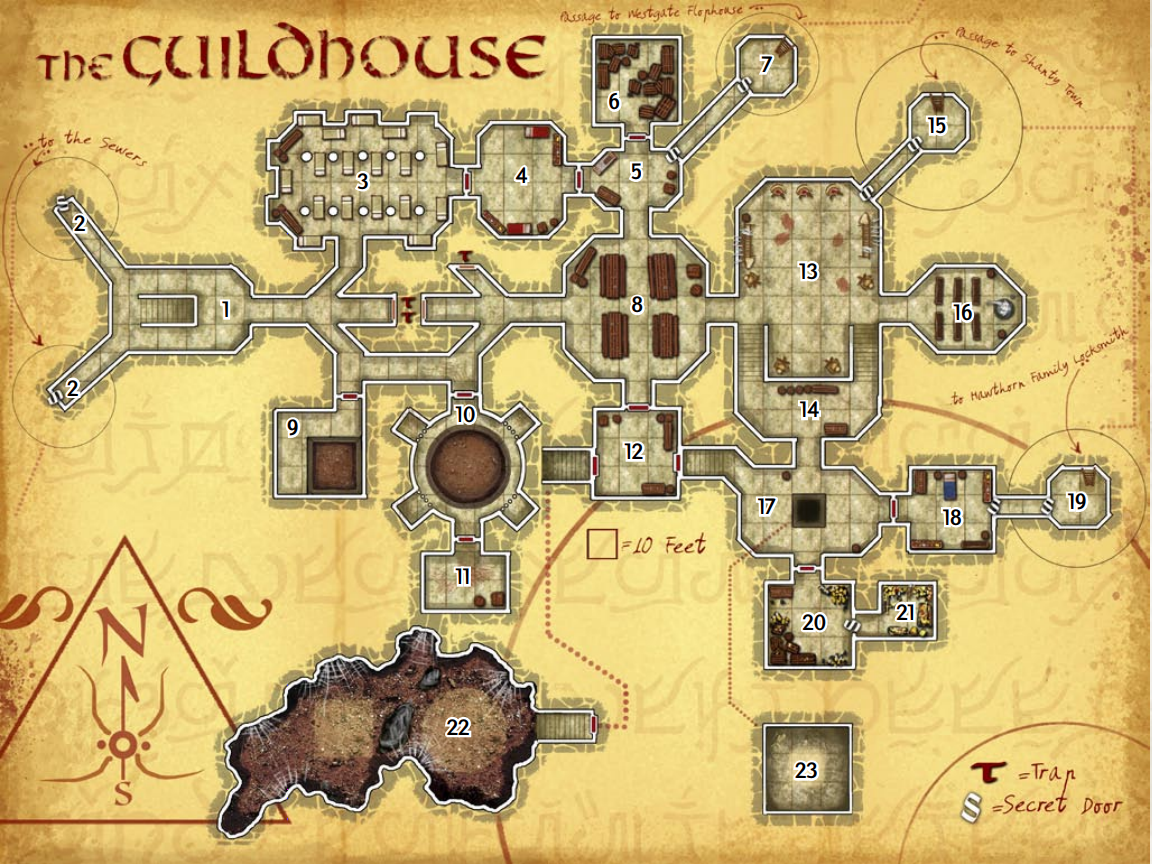 The Guildhouse
Passage to Westgate Flophouse
Passage to Shanty Town
to the Sewers
to Hawthorn Family Locksmith
6
7
15
3
4
5
2
13
1
8
16
2
10
9
14
12
17
18
19
=10 Feet
11
20
21
N
22
23
S
T =Trap
=Secret Door
T
T
T